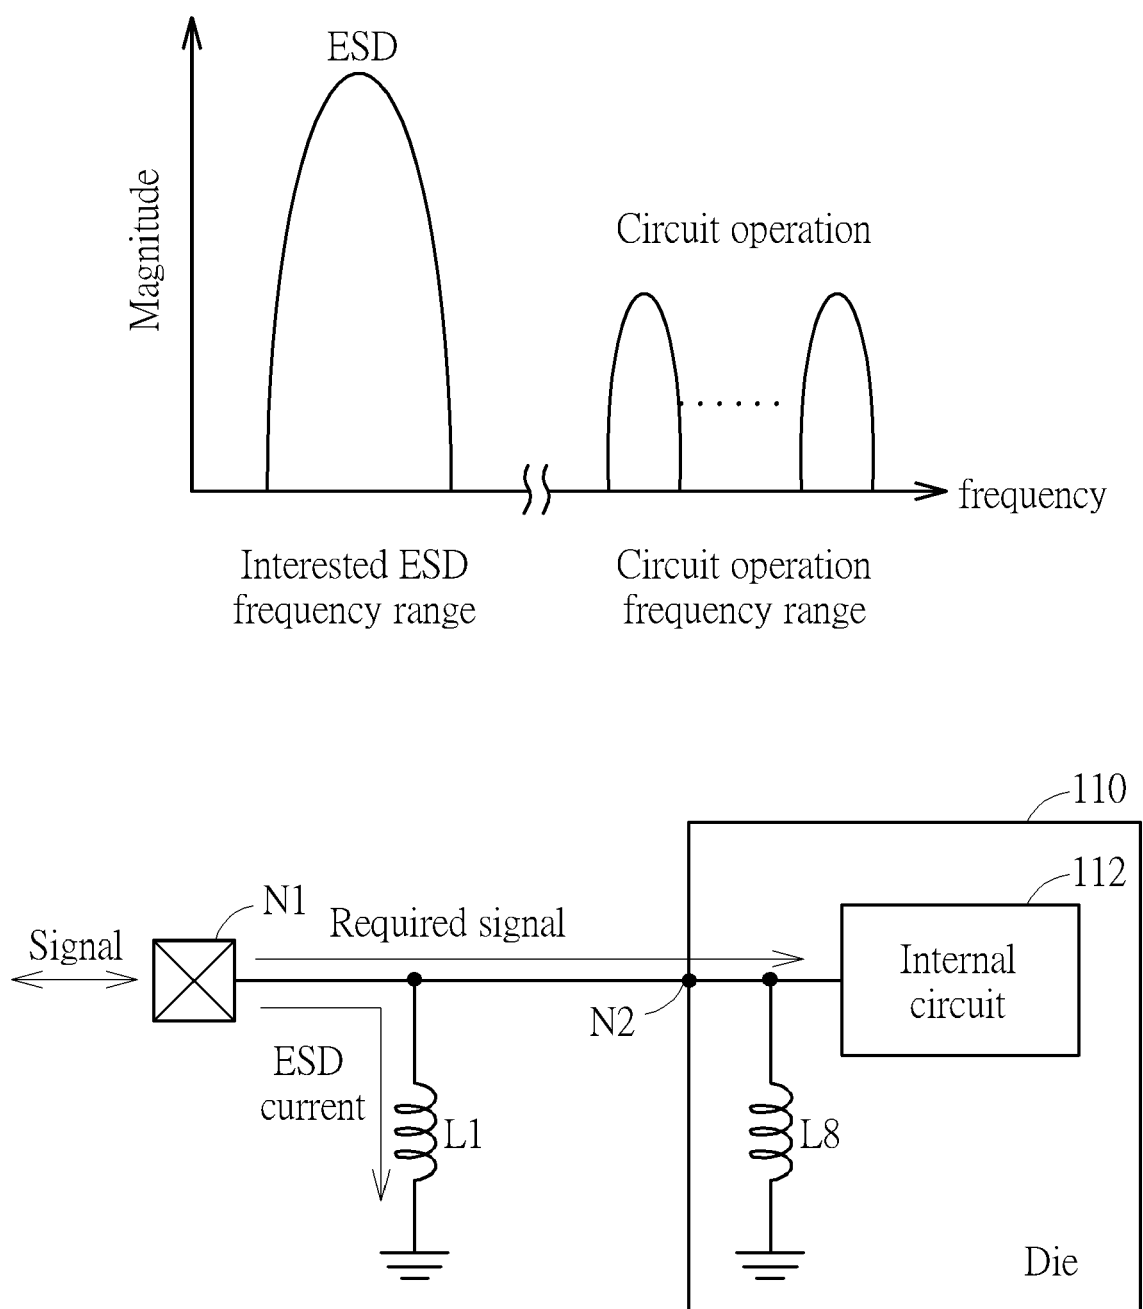 ESD
Magnitude
Circuit operation
frequency
Interested ESD
frequency range
Circuit operation
frequency range
110
112
N1
Signal
Required signal
Internal
circuit
N2
ESD
current
L1
L8
Die